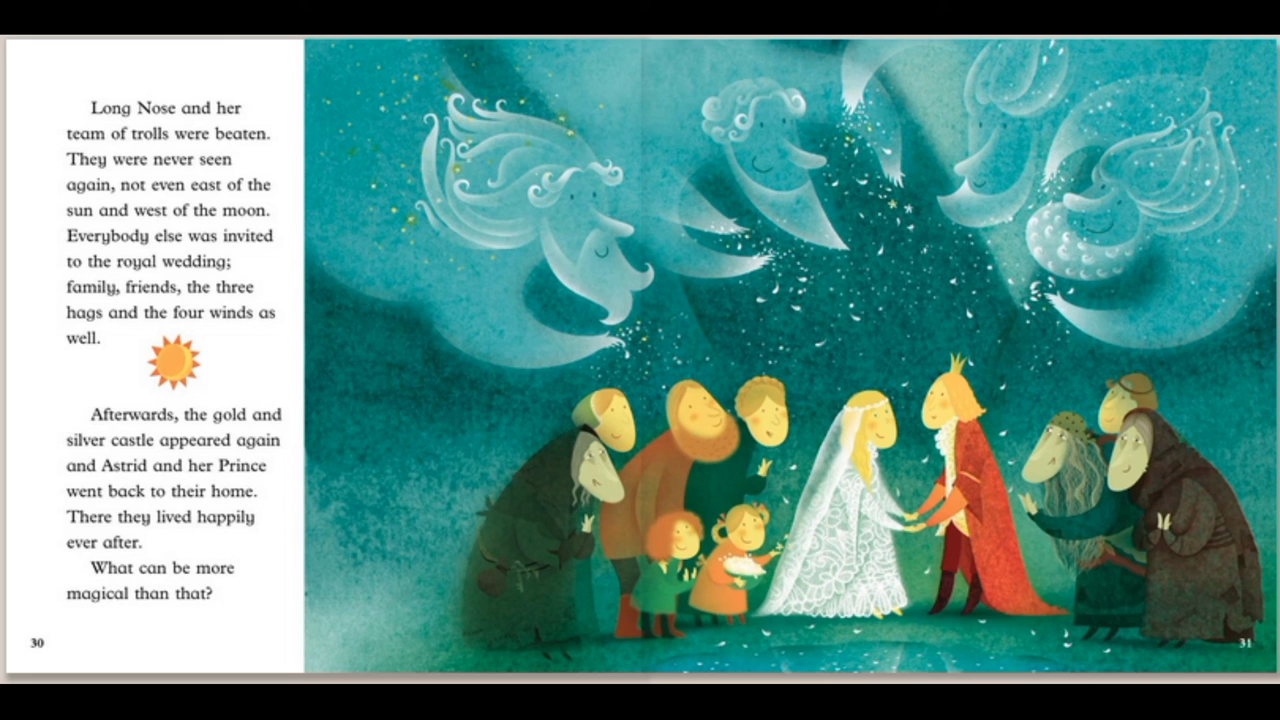 Long Nose and her
team of trolls were beaten.
They were never seen
again, not even east of the
sun and west of the moon.
Everybody else was invited
to the royal wedding;
family, friends, the three
hags and the four winds as
well.
Afterwards, the gold and
silver castle appeared again
and Astrid and her Prince
went back to their home.
There they lived happily
ever after.
What can be more
magical than that?
30
31